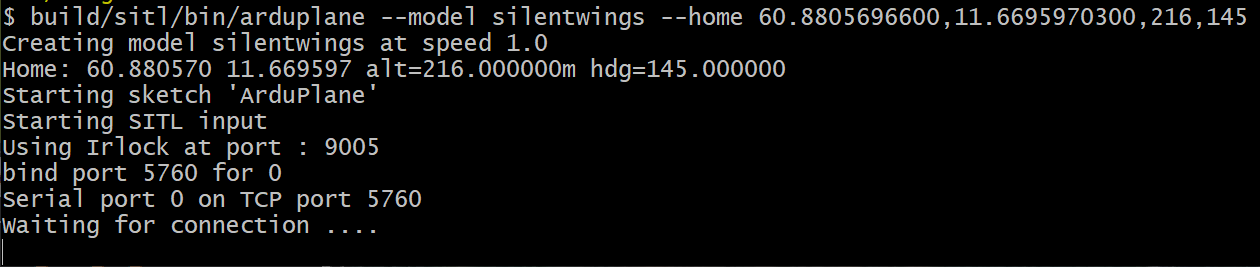 $ build/sitl/bin/arduplane --model silentwings --home 60.8805696600,11.6695970300,216,145
Creating model silentwings at speed 1.0
Home: 60.880570 11.669597 alt=216.000000m hdg=145.000000
Starting sketch 'ArduPlane'
Starting SITL input
Using Irlock at port : 9005
bind port 5760 for 0
Serial port 0 on TCP port 5760
Waiting for connection ....